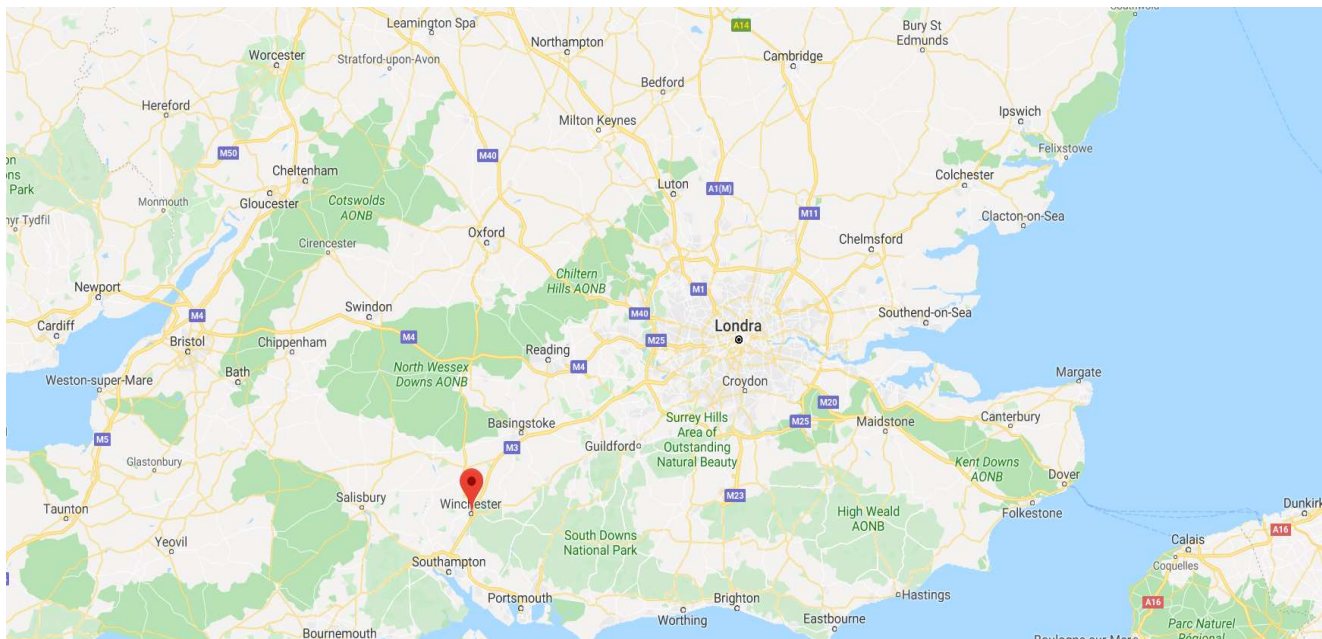 Southwold
Leamington Spa
A14
Bury St
Edmunds
Northampton
Cambridge
Worcester
Stratford-upon-Avon
Bedford
Hereford
Ipswich
Milton Keynes
M50
M40
Felixstowe
Cheltenham
Park
Luton
A1(M)
Colchester
Monmouth
Gloucester
Cotswolds
AONB
M11
Clacton-on-Sea
Cirencester
Oxford
Chelmsford
Chiltern
Hills AONB
Newport
M1
Swindon
M4
M40
Southend-on-Sea
Cardiff
Londra
Bristol
Chippenham
M4
M25
Reading
M4
North Wessex
Downs AONB
Weston-super-Mare
Bath
Croydon
Margate
M20
Basingstoke
Surrey Hills
Area of
Outstanding
Natural Beauty
M25
Maidstone
Canterbury
M5
M3
Guildford
Glastonbury
Kent Downs
AONB
Dover
M23
Salisbury
Winchester
High Weald
AONB
Folkestone
Dunkirk
Taunton
South Downs
National Park
A16
Yeovil
Calais
Coquelles
Southampton
Hastings
Portsmouth
Brighton
Worthing
Eastbourne
A16
Parc Naturel
Régional
Bournemouth